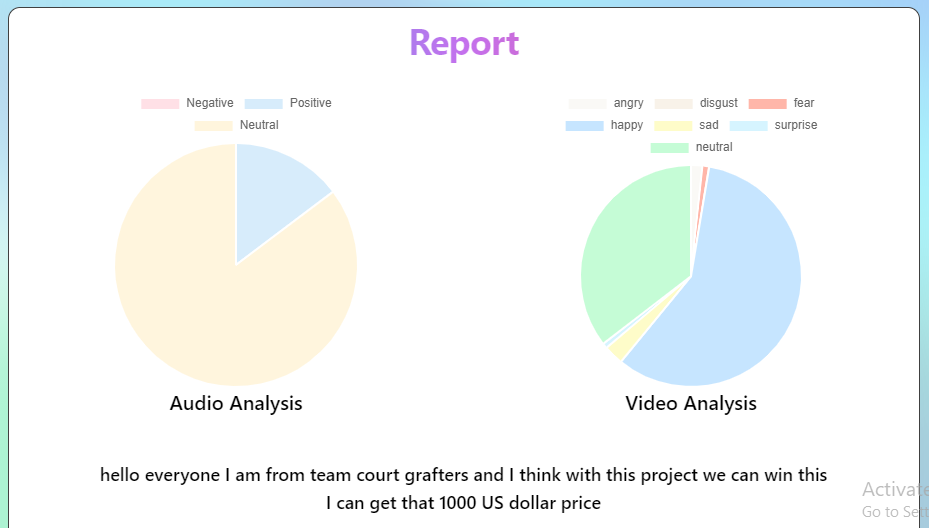 Report
Negative
Positive
Neutral
angry
disgust
fear
happy
sad
surprise
neutral
Audio Analysis
Video Analysis
hello everyone I am from team court grafters and I think with this project we can win this
I can get that 1000 US dollar price
Activate
Go to Set